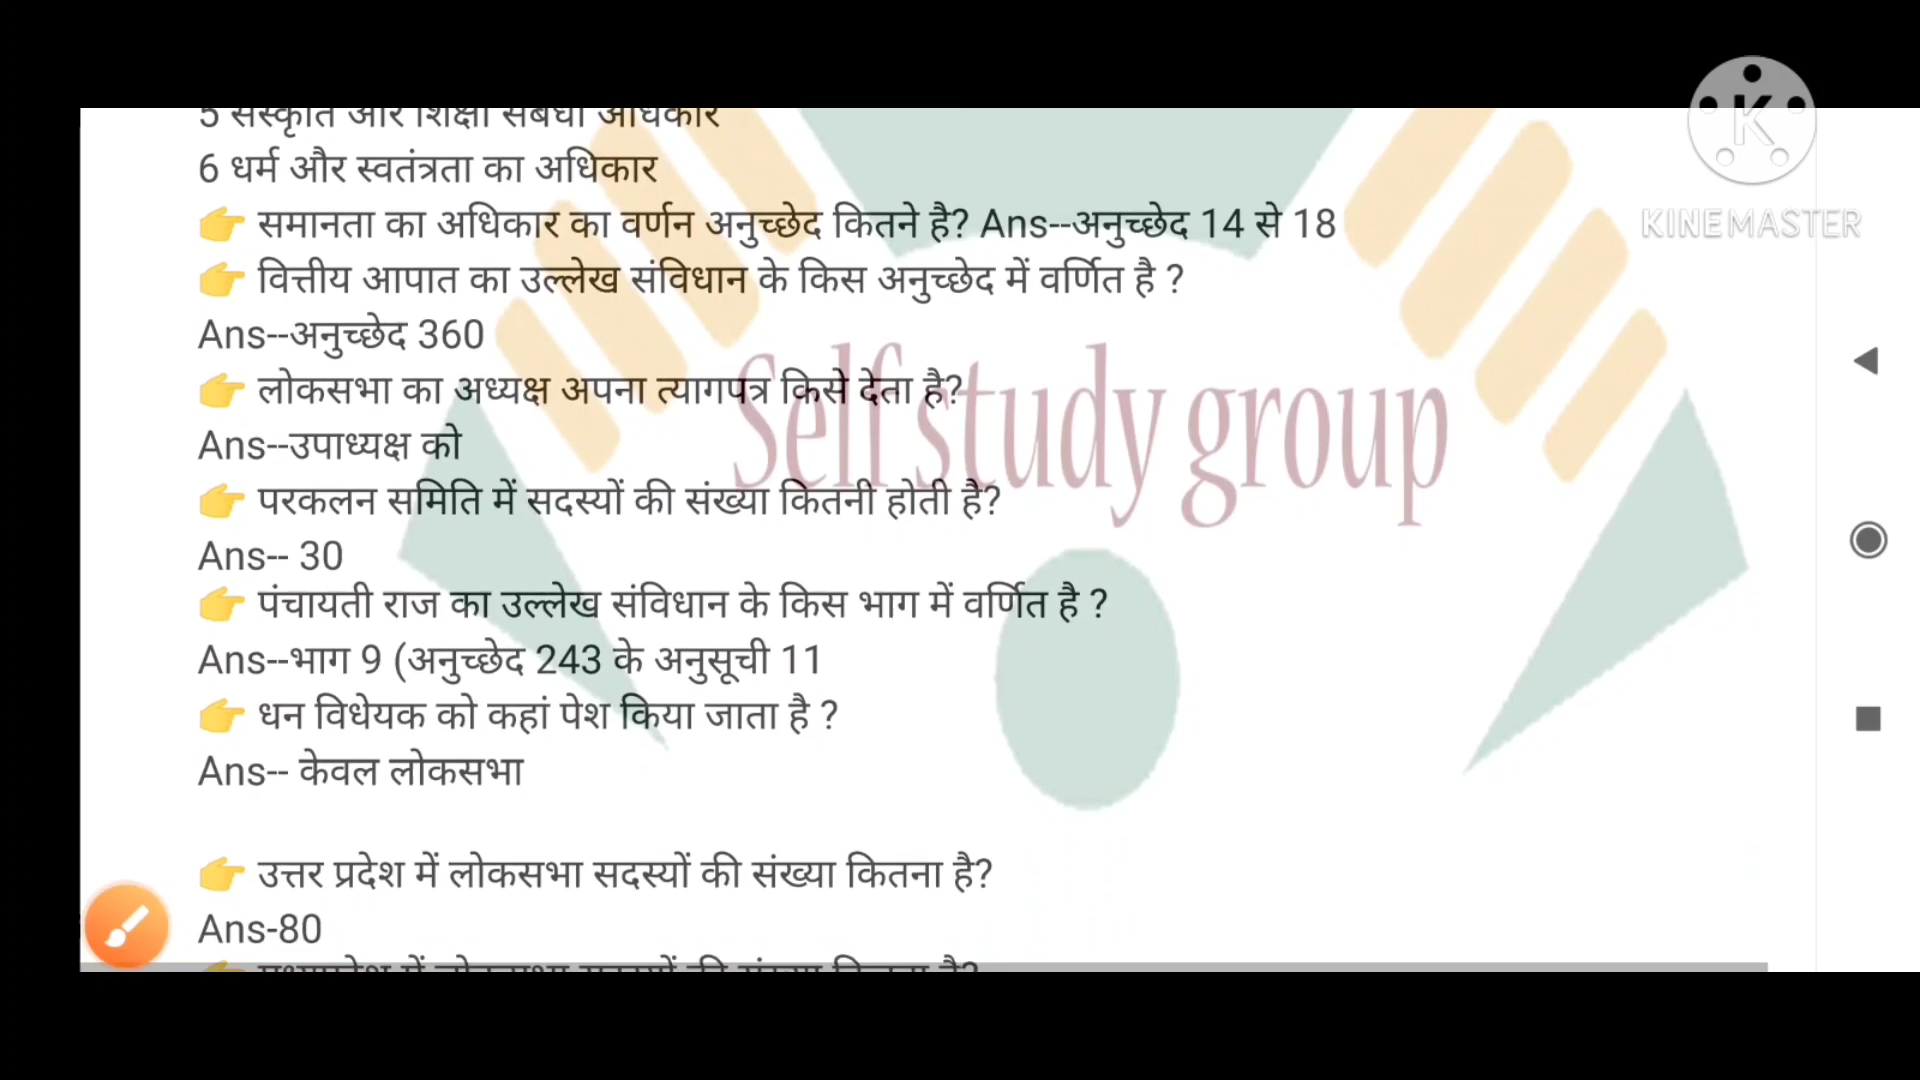 5 संस्कृति और शिक्षा संबंधी अधिकार
6 धर्म और स्वतंत्रता का अधिकार
👉 समानता का अधिकार का वर्णन अनुच्छेद कितने है? Ans--अनुच्छेद 14 से 18
👉 वित्तीय आपात का उल्लेख संविधान के किस अनुच्छेद में वर्णित है ?
Ans--अनुच्छेद 360
👉 लोकसभा का अध्यक्ष अपना त्यागपत्र किसे देता है?
Ans--उपाध्यक्ष को
👉 परकलन समिति में सदस्यों की संख्या कितनी होती है?
Ans-- 30
👉 पंचायती राज का उल्लेख संविधान के किस भाग में वर्णित है ?
Ans--भाग 9 (अनुच्छेद 243 के अनुसूची 11
👉 धन विधेयक को कहां पेश किया जाता है ?
Ans-- केवल लोकसभा
👉 उत्तर प्रदेश में लोकसभा सदस्यों की संख्या कितना है?
Ans-80
Self study group
K
KINEMASTER